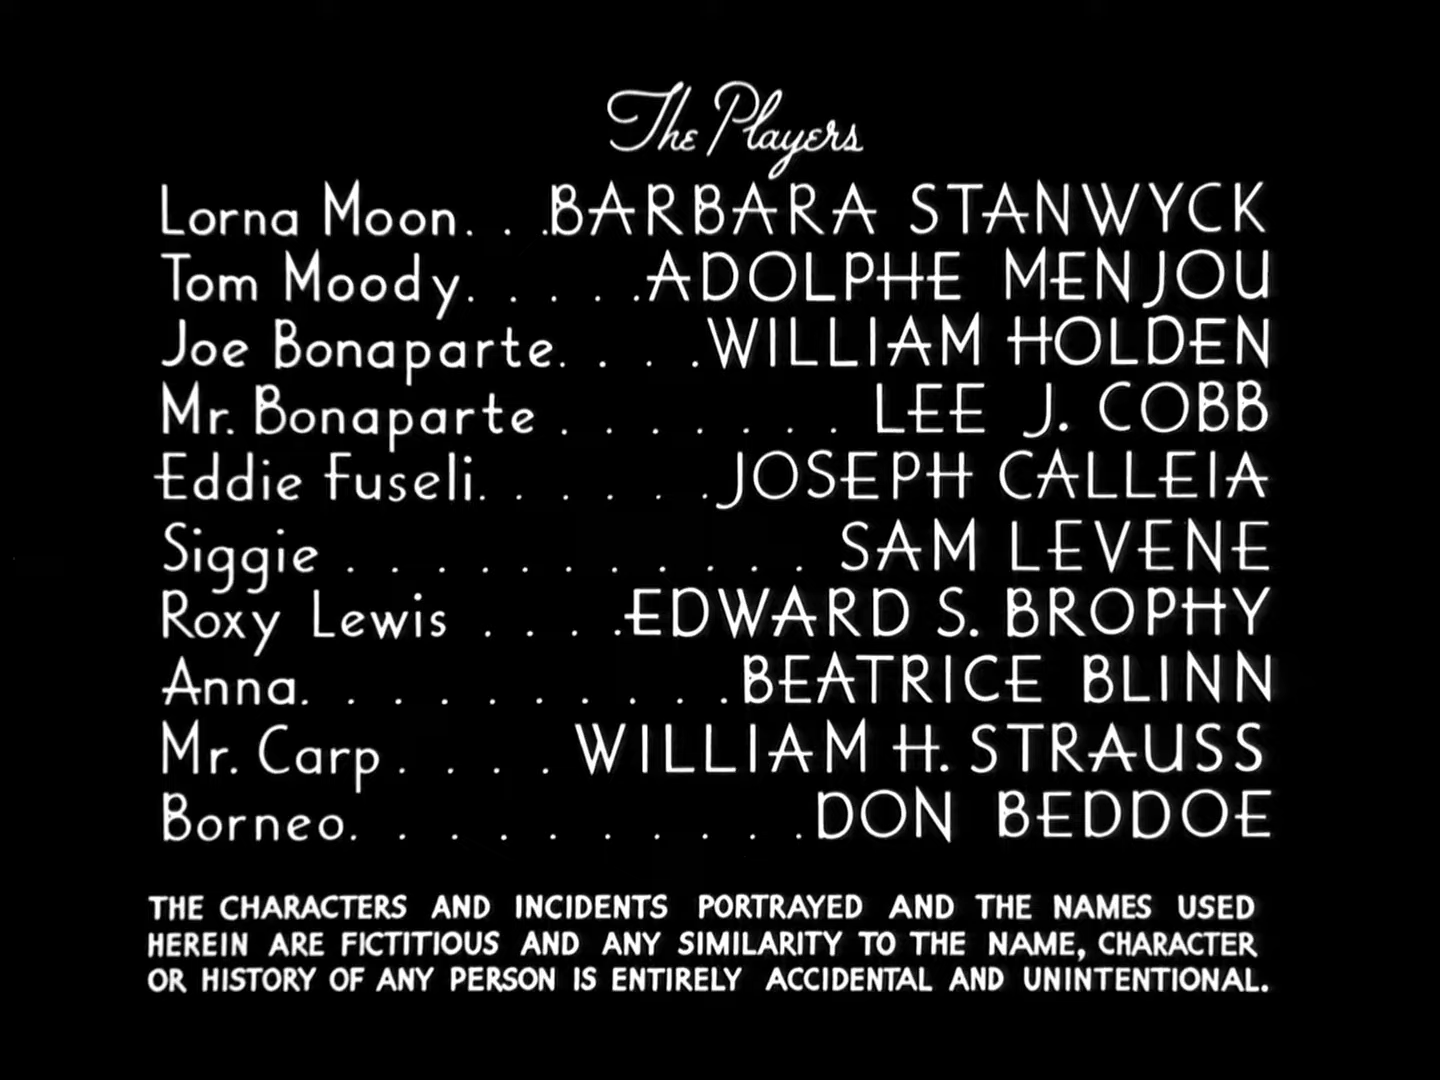 The Players
Lorna Moon. . .BARBARA STANWYCK
Tom Moody. . . . .ADOLPHE MENJOU
Joe Bonaparte. . . .WILLIAM HOLDEN
Mr. Bonaparte . . . . . . . LEE J. COBB
Eddie Fuseli. . . . . .JOSEPH CALLEIA
Siggie . . . . . . . . . . SAM LEVENE
Roxy Lewis . . . .EDWARD S. BROPHY
Anna. . . . . . . . . .BEATRICE BLINN
Mr. Carp . . . . WILLIAM H. STRAUSS
Borneo. . . . . . . . . . .DON BEDDOE
THE CHARACTERS AND INCIDENTS PORTRAYED AND THE NAMES USED
HEREIN ARE FICTITIOUS AND ANY SIMILARITY TO THE NAME, CHARACTER
OR HISTORY OF ANY PERSON IS ENTIRELY ACCIDENTAL AND UNINTENTIONAL.